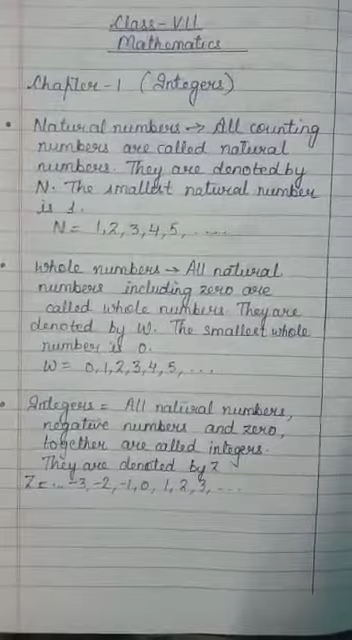 Class - VII
Mathematics
Chapter - 1 (Integers)
• Natural numbers → All counting
numbers are called natural
numbers. They are denoted by
N. The smallest natural number
is 1.
N = 1, 2, 3, 4, 5, ......
• Whole numbers → All natural
numbers including zero are
called whole numbers. They are
denoted by W. The smallest whole
number is 0.
W = 0, 1, 2, 3, 4, 5, ...
• Integers = All natural numbers,
negative numbers and zero,
together are called integers.
They are denoted by Z
Z = ... -3, -2, -1, 0, 1, 2, 3, ...